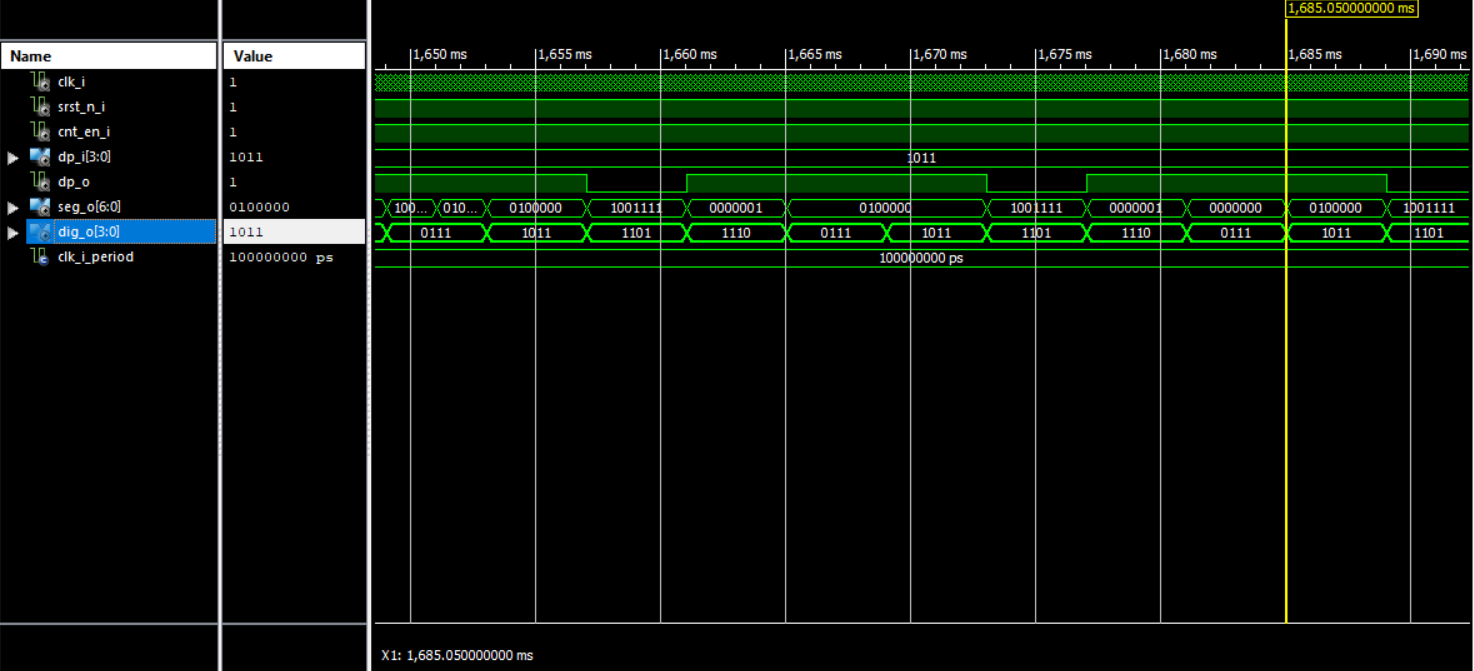 1,685.050000000 ms
Name Value 1,650 ms 1,655 ms 1,660 ms 1,665 ms 1,670 ms 1,675 ms 1,680 ms 1,685 ms 1,690 ms
clk_i 1
srst_n_i 1
cnt_en_i 1
dp_i[3:0] 1011 1011
dp_o 1
seg_o[6:0] 0100000 100... 010... 0100000 1001111 0000001 0100000 1001111 0000001 0000000 0100000 1001111
dig_o[3:0] 1011 0111 1011 1101 1110 0111 1011 1101 1110 0111 1011 1101
clk_i_period 100000000 ps 100000000 ps
X1: 1,685.050000000 ms